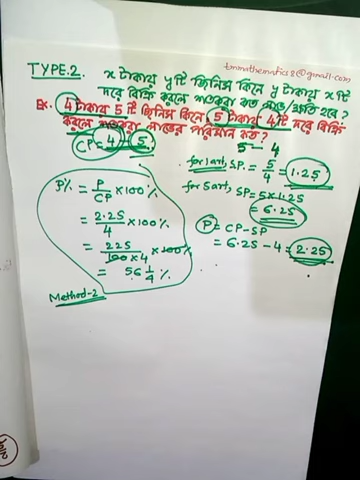 tmmathematics2@gmail.com
TYPE.2. x টাকায় y টি জিনিস কিনে y টাকায় x টি
দরে বিক্রি করলে শতকরা কত লাভ/ক্ষতি হবে ?
Ex. 4 টাকায় 5 টি জিনিস কিনে 5 টাকায় 4 টি দরে বিক্রি
করলে শতকরা লাভের পরিমান কত ?
CP = 4 5
5 — 4
for 1 art, S.P. = 5/4 = 1.25
for 5 art, SP = 5 × 1.25
= 6.25
P = CP - SP
= 6.25 - 4 = 2.25
P% = P/CP × 100%
= 2.25/4 × 100%
= 225/100×4 × 100%
= 56 1/4 %
Method-2